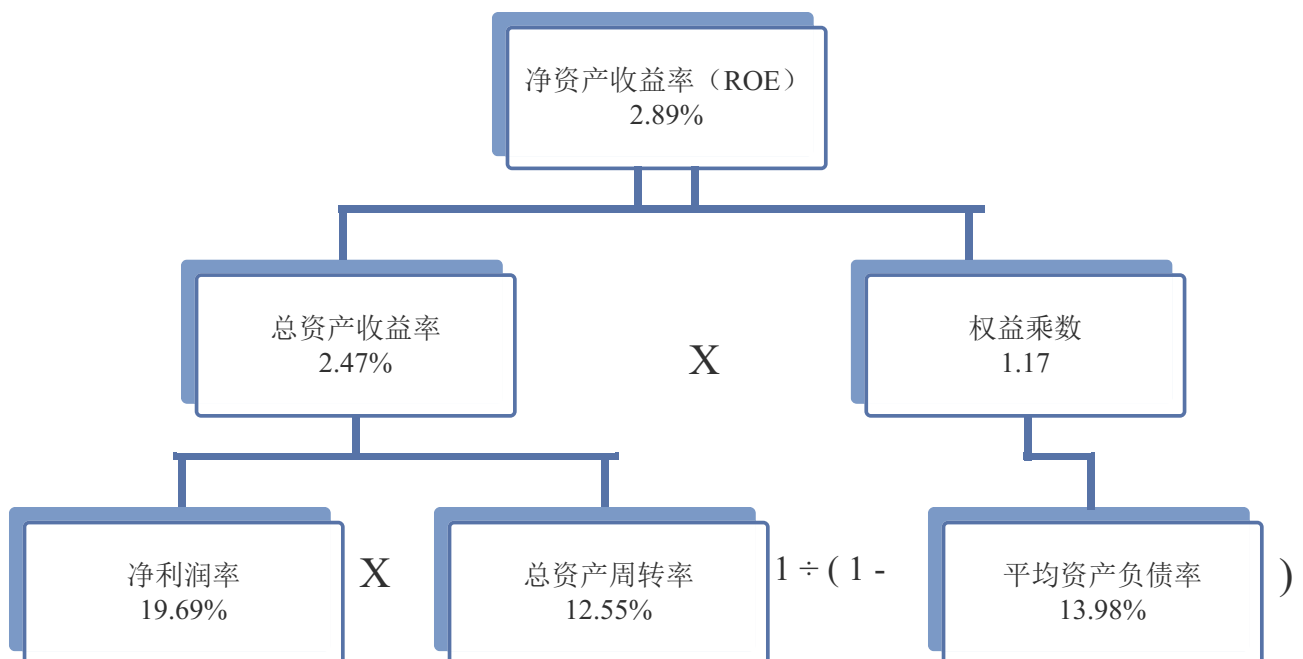 净资产收益率（ROE）
2.89%
总资产收益率
2.47%
X
权益乘数
1.17
净利润率
19.69%
X
总资产周转率
12.55%
1 ÷ ( 1 -
平均资产负债率
13.98%
)